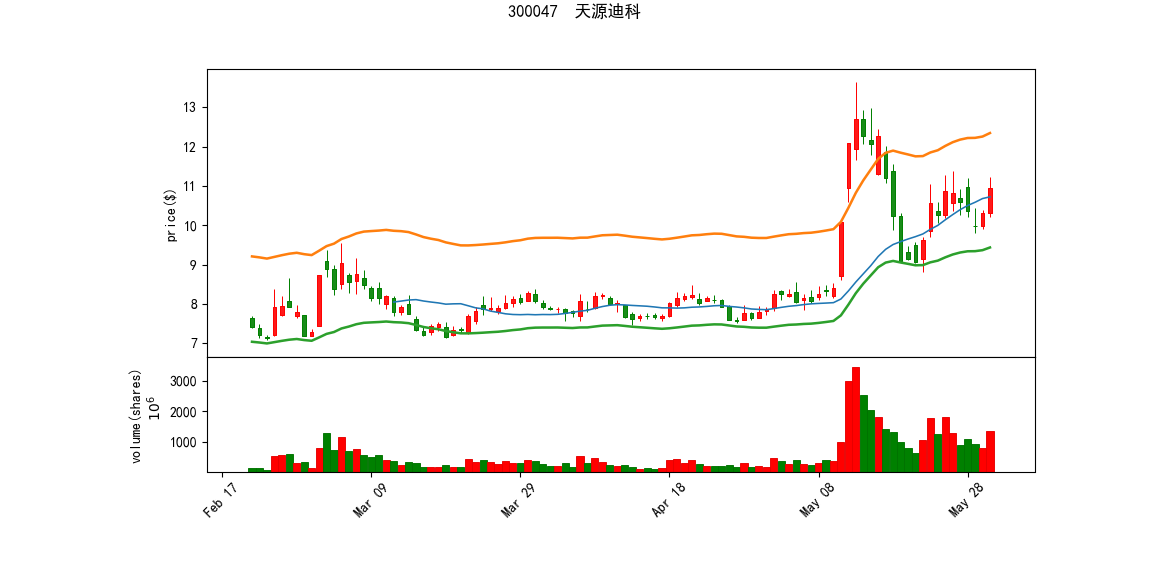 300047 天源迪科
price($)
13
12
11
10
9
8
7
volume(shares)
10^6
3000
2000
1000
Feb 17
Mar 09
Mar 29
Apr 18
May 08
May 28